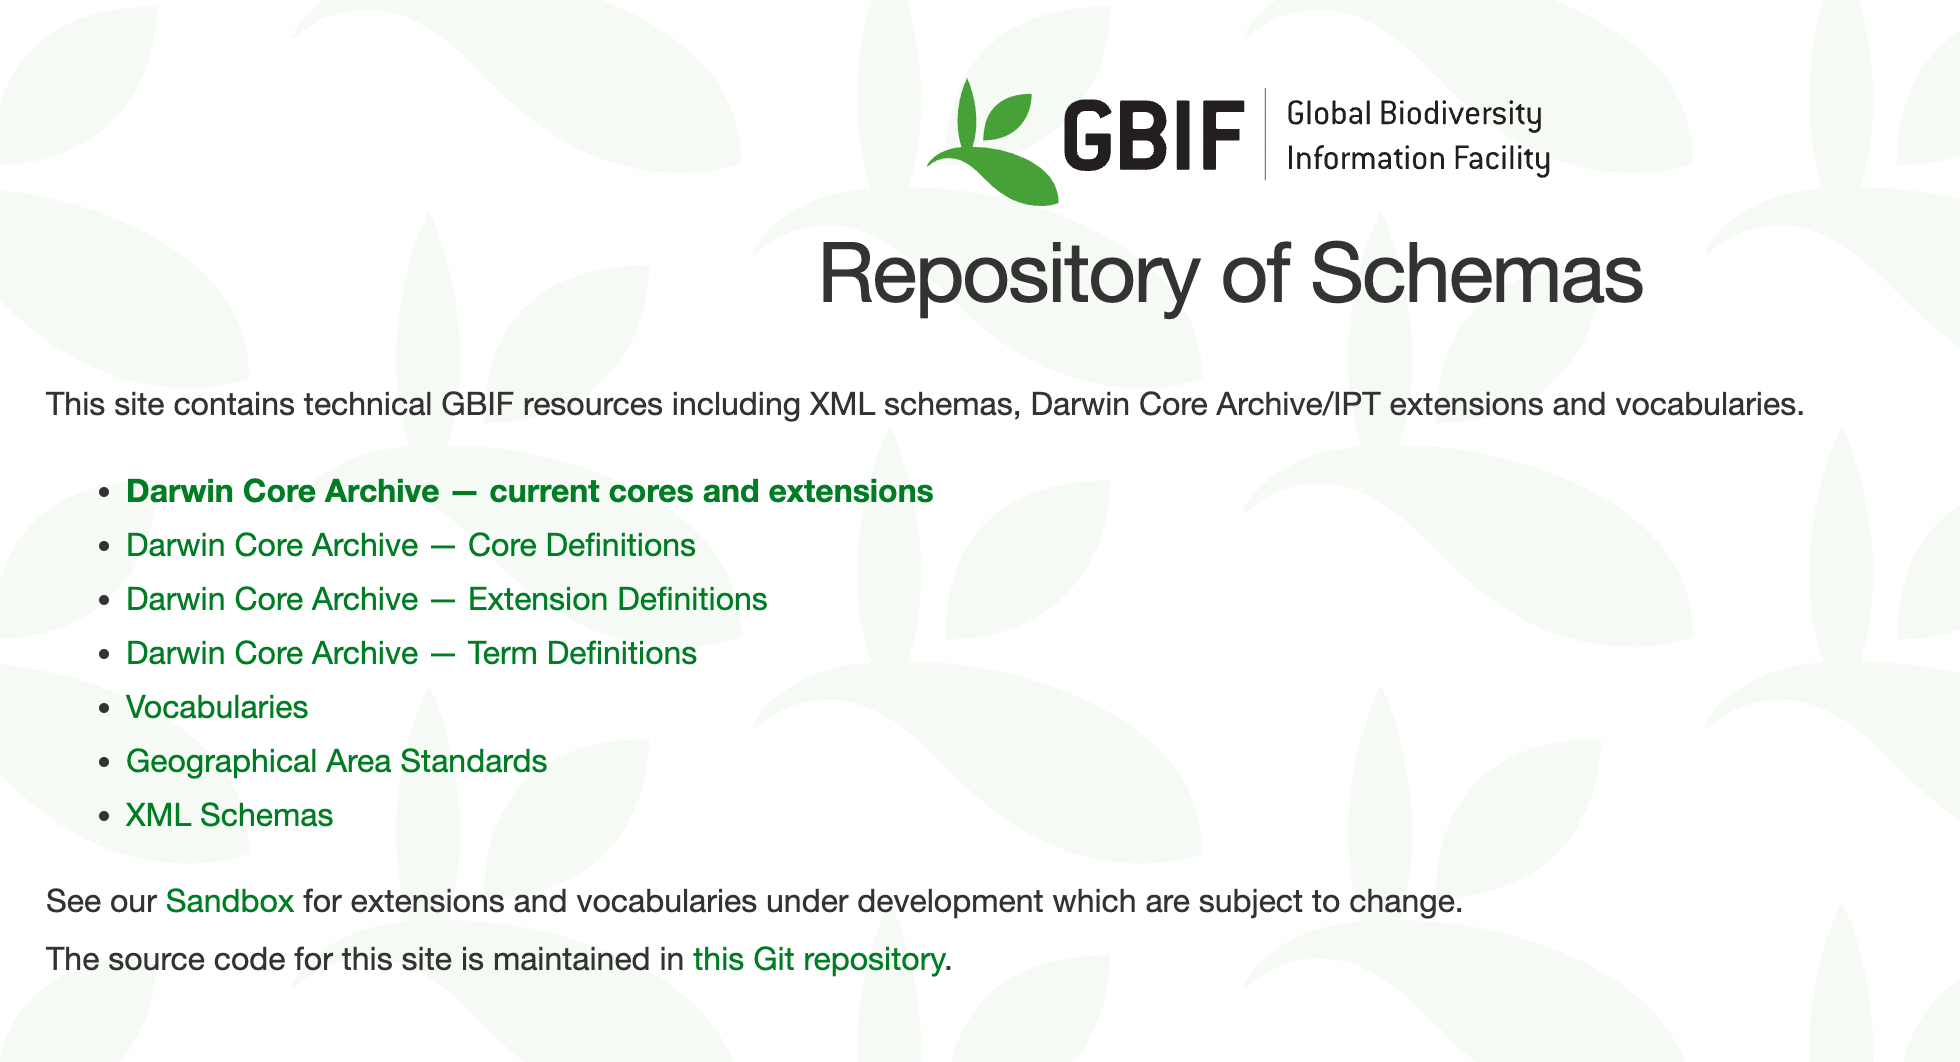 GBIF
Global Biodiversity
Information Facility
Repository of Schemas
This site contains technical GBIF resources including XML schemas, Darwin Core Archive/IPT extensions and vocabularies.
• Darwin Core Archive — current cores and extensions
• Darwin Core Archive — Core Definitions
• Darwin Core Archive — Extension Definitions
• Darwin Core Archive — Term Definitions
• Vocabularies
• Geographical Area Standards
• XML Schemas
See our Sandbox for extensions and vocabularies under development which are subject to change.
The source code for this site is maintained in this Git repository.